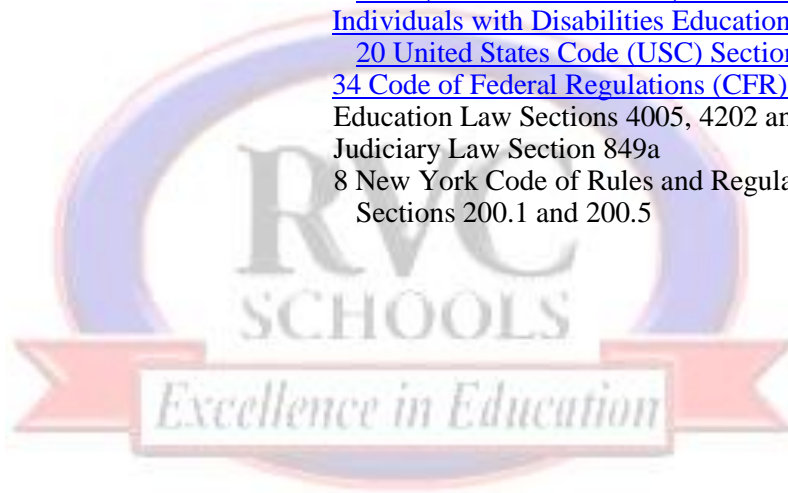 Individuals with Disabilities Education
20 United States Code (USC) Section
34 Code of Federal Regulations (CFR)
Education Law Sections 4005, 4202 an
Judiciary Law Section 849a
8 New York Code of Rules and Regula
Sections 200.1 and 200.5
RVC
SCHOOLS
Excellence in Education